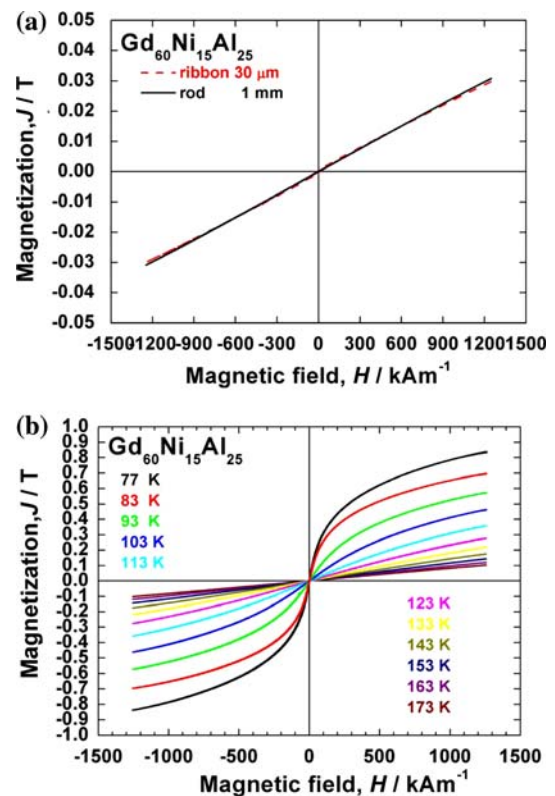 (a)
0.05
Gd₆₀Ni₁₅Al₂₅
0.04
ribbon 30 μm
0.03
rod 1 mm
0.02
0.01
0.00
-0.01
-0.02
-0.03
-0.04
0.05
Magnetization,J / T
-1500-1200 -900 -600 -300 0 300 600 900 1200 1500
Magnetic field, H / kAm⁻¹
(b)
1.0
Gd₆₀Ni₁₅Al₂₅
0.9
0.8
0.7
0.6
0.5
0.4
0.3
0.2
0.1
0.0
-0.1
-0.2
-0.3
-0.4
-0.5
-0.6
-0.7
-0.8
-0.9
-1.0
Magnetization,J / T
77 K
83 K
93 K
103 K
113 K
123 K
133 K
143 K
153 K
163 K
173 K
-1500 -1000 -500 0 500 1000 1500
Magnetic field, H / kAm⁻¹